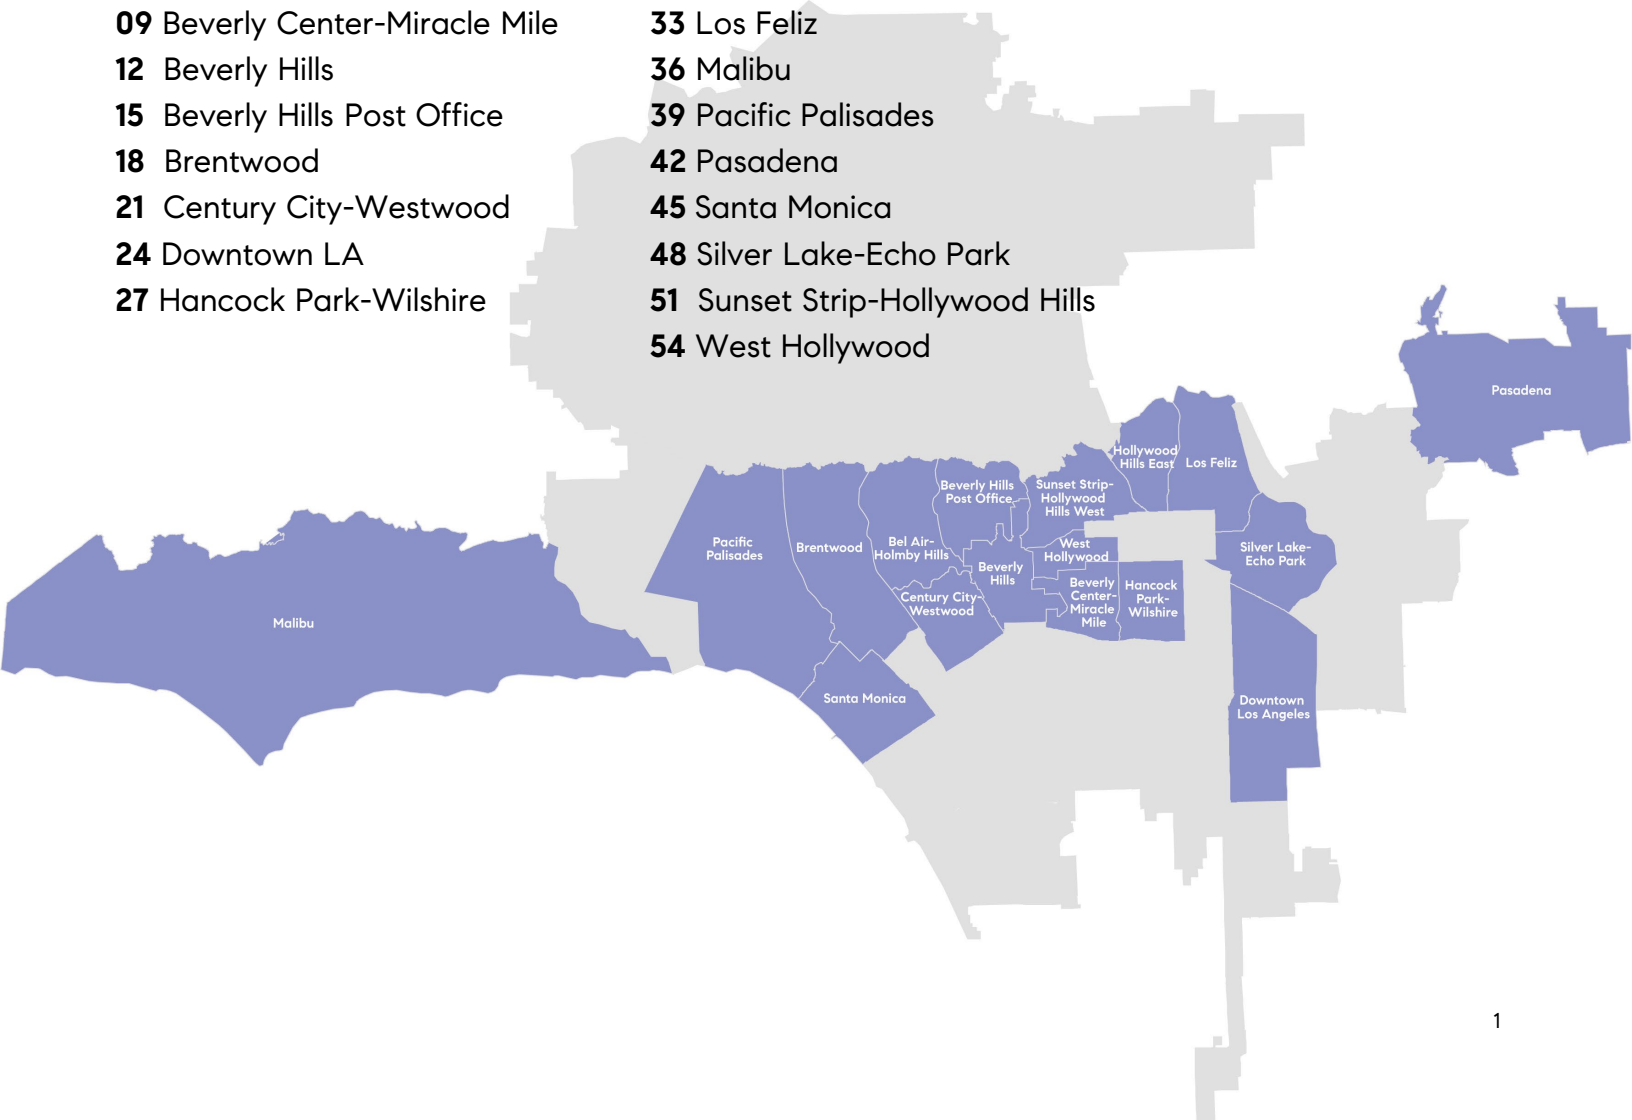 09 Beverly Center-Miracle Mile
12 Beverly Hills
15 Beverly Hills Post Office
18 Brentwood
21 Century City-Westwood
24 Downtown LA
27 Hancock Park-Wilshire
33 Los Feliz
36 Malibu
39 Pacific Palisades
42 Pasadena
45 Santa Monica
48 Silver Lake-Echo Park
51 Sunset Strip-Hollywood Hills
54 West Hollywood
Pasadena
Hollywood
Hills East
Los Feliz
Beverly Hills
Post Office
Sunset Strip-
Hollywood
Hills West
Pacific
Palisades
Brentwood
Bel Air-
Holmby Hills
West
Hollywood
Silver Lake-
Echo Park
Beverly
Hills
Century City-
Westwood
Beverly
Center-
Miracle
Mile
Hancock
Park-
Wilshire
Malibu
Santa Monica
Downtown
Los Angeles
1